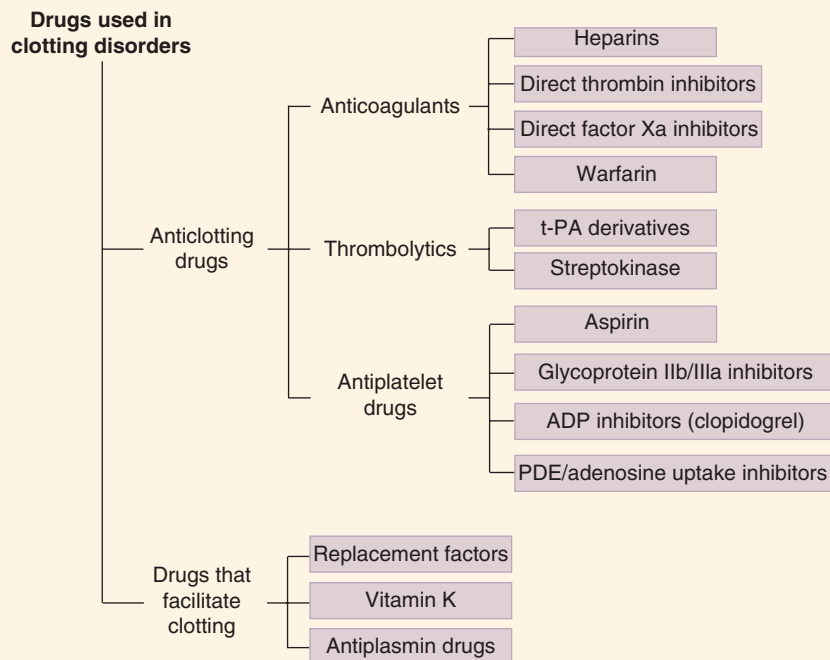 Drugs used in
clotting disorders
Anticlotting
drugs
Anticoagulants
Heparins
Direct thrombin inhibitors
Direct factor Xa inhibitors
Warfarin
Thrombolytics
t-PA derivatives
Streptokinase
Antiplatelet
drugs
Aspirin
Glycoprotein IIb/IIIa inhibitors
ADP inhibitors (clopidogrel)
PDE/adenosine uptake inhibitors
Drugs that
facilitate
clotting
Replacement factors
Vitamin K
Antiplasmin drugs